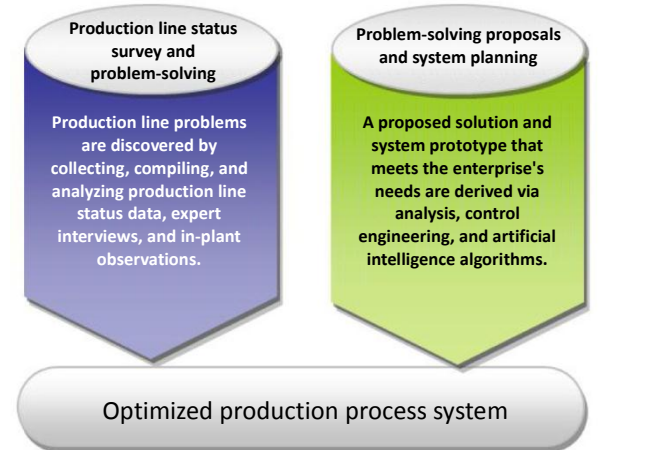 Production line status
survey and
problem-solving
Production line problems
are discovered by
collecting, compiling, and
analyzing production line
status data, expert
interviews, and in-plant
observations.
Problem-solving proposals
and system planning
A proposed solution and
system prototype that
meets the enterprise's
needs are derived via
analysis, control
engineering, and artificial
intelligence algorithms.
Optimized production process system